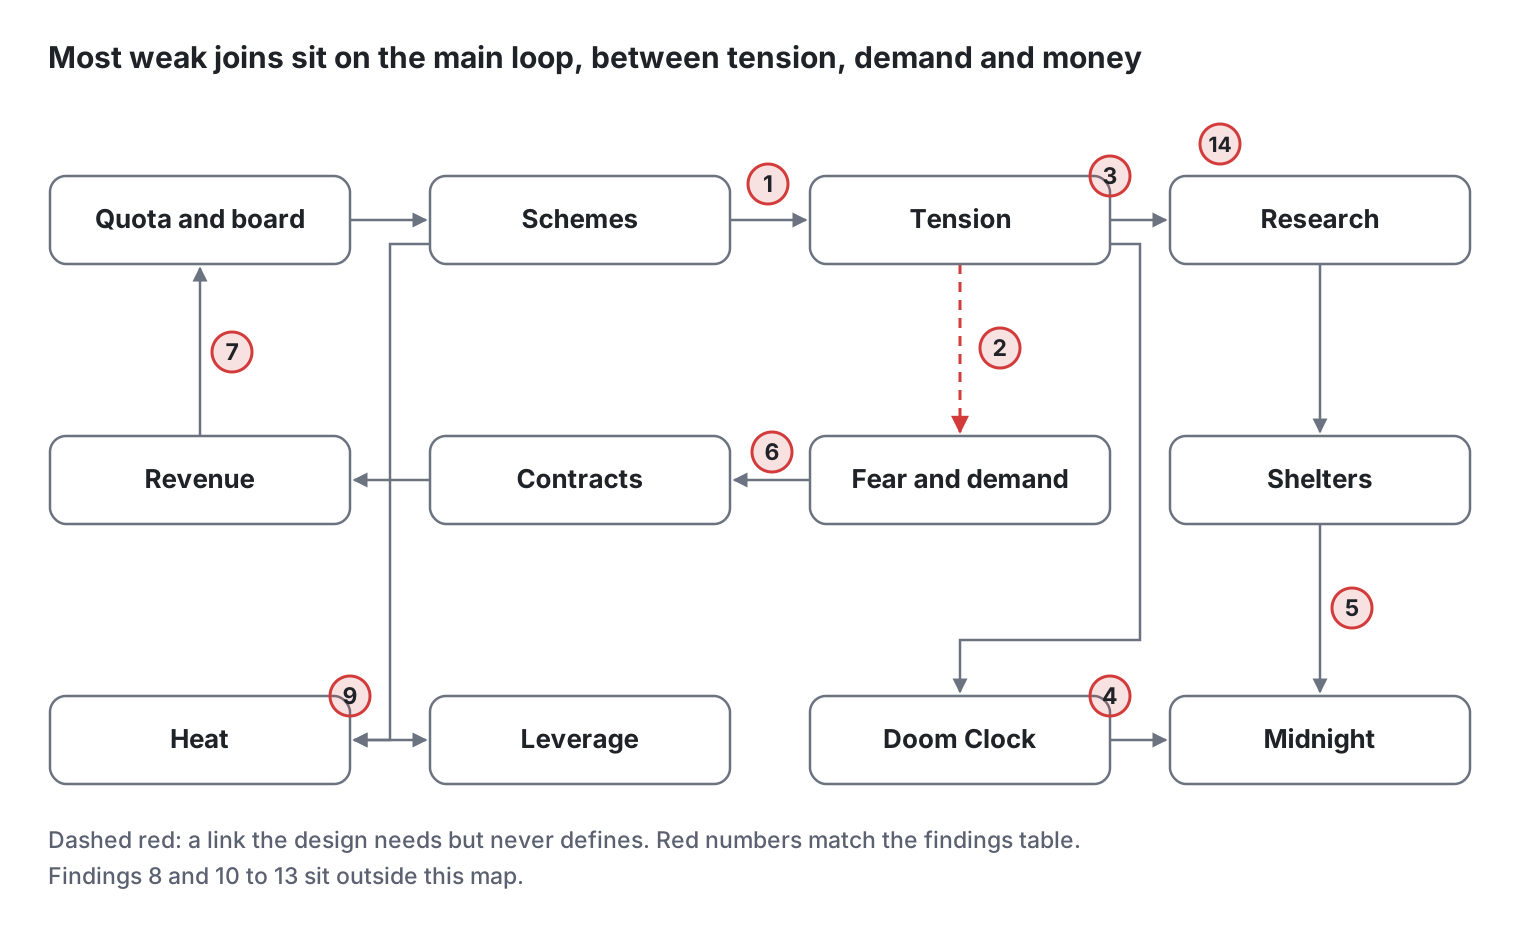 Most weak joins sit on the main loop, between tension, demand and money
14
1
3
Quota and board
Schemes
Tension
Research
7
2
6
Revenue
Contracts
Fear and demand
Shelters
5
9
4
Heat
Leverage
Doom Clock
Midnight
Dashed red: a link the design needs but never defines. Red numbers match the findings table.
Findings 8 and 10 to 13 sit outside this map.